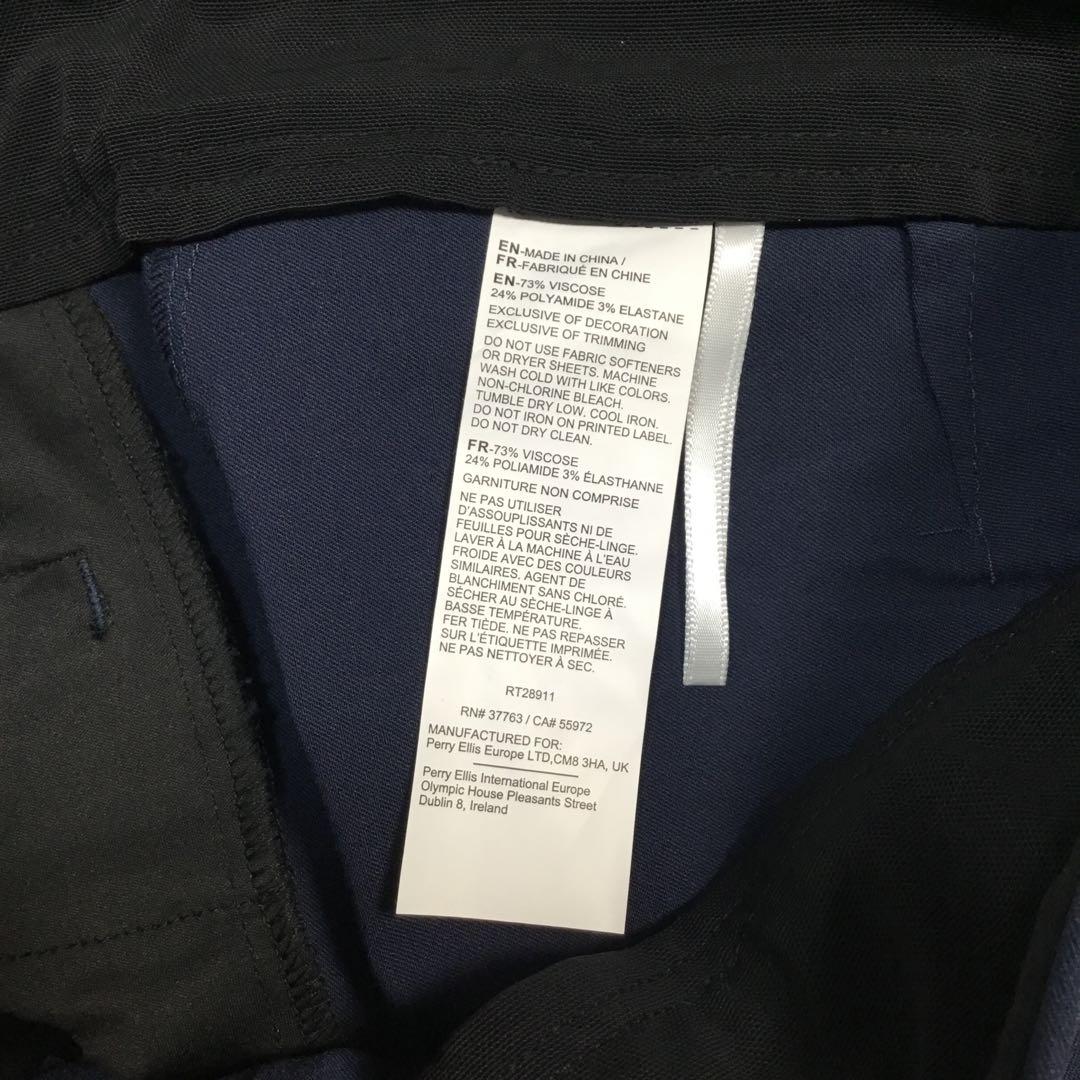 EN-MADE IN CHINA /
FR-FABRIQUÉ EN CHINE
EN-73% VISCOSE
24% POLYAMIDE 3% ELASTANE
EXCLUSIVE OF DECORATION
EXCLUSIVE OF TRIMMING
DO NOT USE FABRIC SOFTENERS
OR DRYER SHEETS. MACHINE
WASH COLD WITH LIKE COLORS.
NON-CHLORINE BLEACH.
TUMBLE DRY LOW. COOL IRON.
DO NOT IRON ON PRINTED LABEL.
DO NOT DRY CLEAN.
FR-73% VISCOSE
24% POLIAMIDE 3% ÉLASTHANNE
GARNITURE NON COMPRISE
NE PAS UTILISER
D'ASSOUPLISSANTS NI DE
FEUILLES POUR SÈCHE-LINGE.
LAVER À LA MACHINE À L'EAU
FROIDE AVEC DES COULEURS
SIMILAIRES. AGENT DE
BLANCHIMENT SANS CHLORÉ.
SÉCHER AU SÈCHE-LINGE À
BASSE TEMPÉRATURE.
FER TIÈDE. NE PAS REPASSER
SUR L'ÉTIQUETTE IMPRIMÉE.
NE PAS NETTOYER À SEC.
RT28911
RN# 37763 / CA# 55972
MANUFACTURED FOR:
Perry Ellis Europe LTD,CM8 3HA, UK
Perry Ellis International Europe
Olympic House Pleasants Street
Dublin 8, Ireland